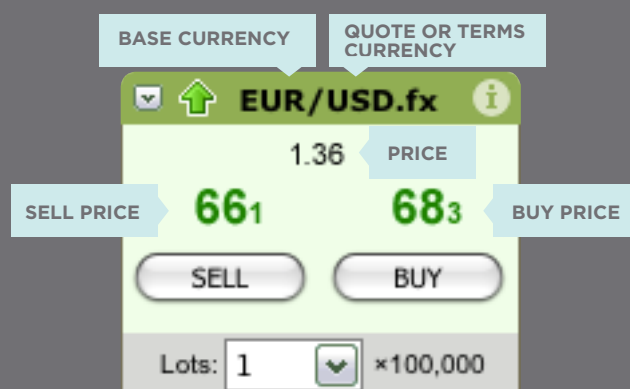 BASE CURRENCY
QUOTE OR TERMS
CURRENCY
EUR/USD.fx
i
1.36
PRICE
SELL PRICE
661
683
BUY PRICE
SELL
BUY
Lots: 1 ×100,000